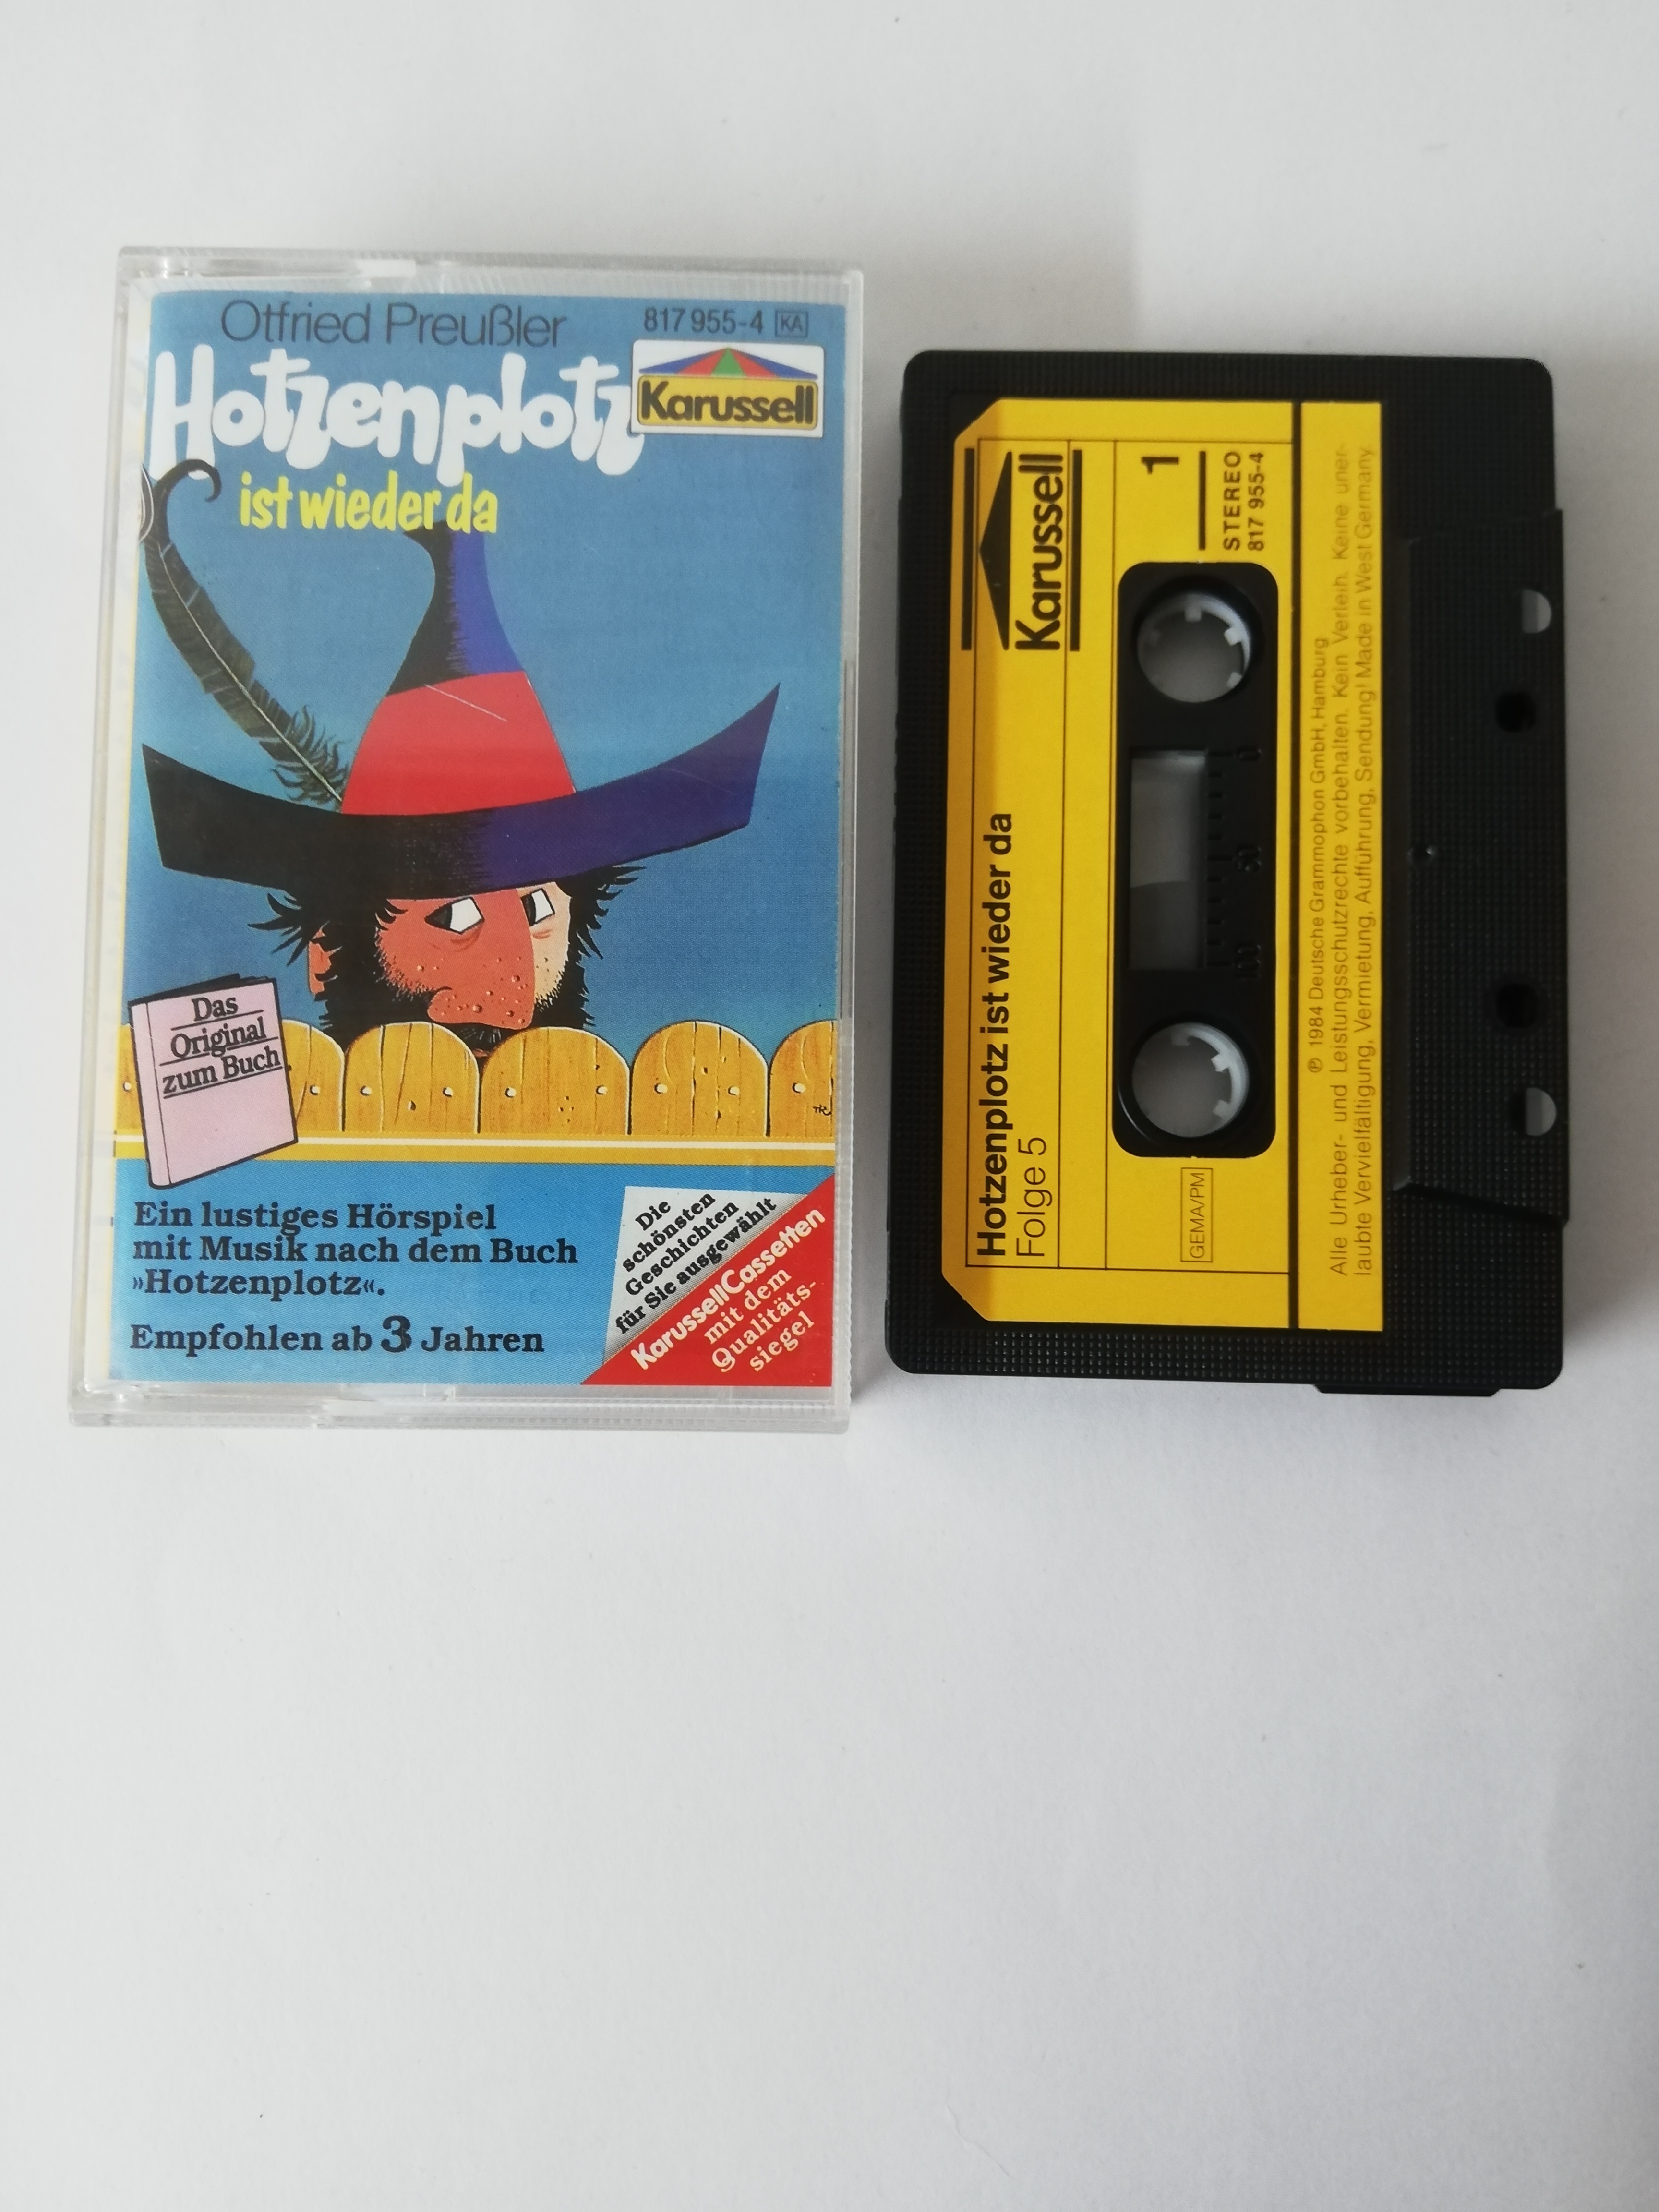 Otfried Preußler
817 955-4 KA
Hotzenplotz
Karussell
ist wieder da
Das
Original
zum Buch
Ein lustiges Hörspiel
mit Musik nach dem Buch
»Hotzenplotz«.
Empfohlen ab 3 Jahren
Die
schönsten
Geschichten
für Sie ausgewählt
KarussellCassetten
mit dem
Qualitäts-
siegel
Hotzenplotz ist wieder da
Folge 5
Karussell
1
STEREO
817 955-4
GEMA/PM
0
50
100
℗ 1984 Deutsche Grammophon GmbH, Hamburg
Alle Urheber- und Leistungsschutzrechte vorbehalten. Kein Verleih. Keine uner-
laubte Vervielfältigung, Vermietung, Aufführung, Sendung! Made in West Germany